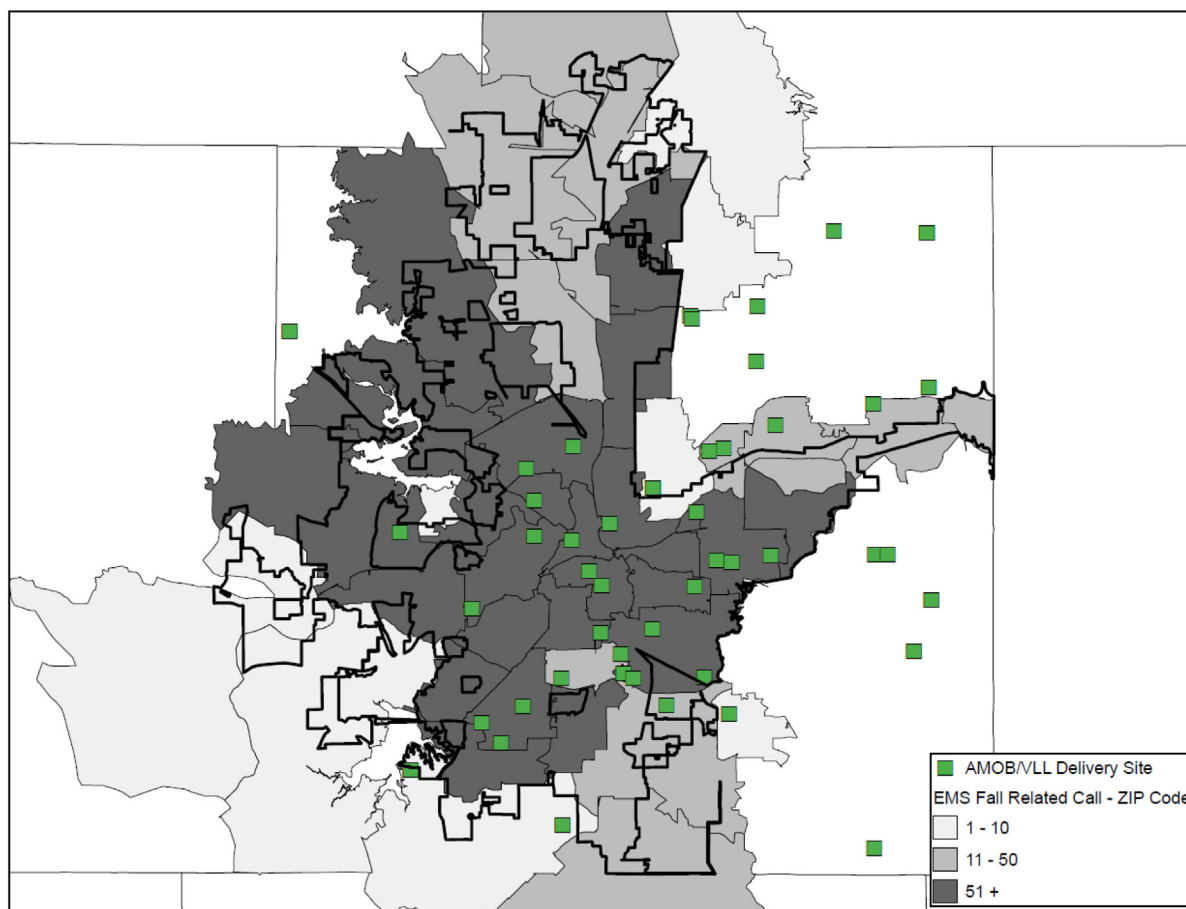 AMOB/VLL Delivery Site
EMS Fall Related Call - ZIP Code
1 - 10
11 - 50
51 +